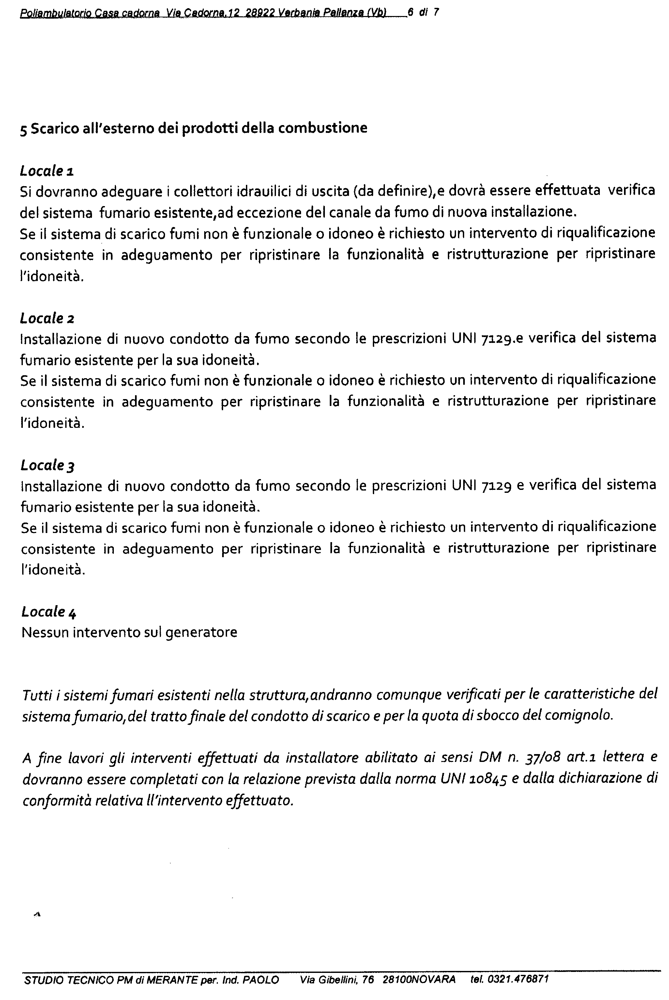 Poliambulatorio Casa cadorna Via Cadorna,12 28922 Verbania Pallanza (Vb) 6 di 7
5 Scarico all'esterno dei prodotti della combustione
Locale 1
Si dovranno adeguare i collettori idrauilici di uscita (da definire),e dovrà essere effettuata verifica
del sistema fumario esistente,ad eccezione del canale da fumo di nuova installazione.
Se il sistema di scarico fumi non è funzionale o idoneo è richiesto un intervento di riqualificazione
consistente in adeguamento per ripristinare la funzionalità e ristrutturazione per ripristinare
l'idoneità.
Locale 2
Installazione di nuovo condotto da fumo secondo le prescrizioni UNI 7129.e verifica del sistema
fumario esistente per la sua idoneità.
Se il sistema di scarico fumi non è funzionale o idoneo è richiesto un intervento di riqualificazione
consistente in adeguamento per ripristinare la funzionalità e ristrutturazione per ripristinare
l'idoneità.
Locale 3
Installazione di nuovo condotto da fumo secondo le prescrizioni UNI 7129 e verifica del sistema
fumario esistente per la sua idoneità.
Se il sistema di scarico fumi non è funzionale o idoneo è richiesto un intervento di riqualificazione
consistente in adeguamento per ripristinare la funzionalità e ristrutturazione per ripristinare
l'idoneità.
Locale 4
Nessun intervento sul generatore
Tutti i sistemi fumari esistenti nella struttura,andranno comunque verificati per le caratteristiche del
sistema fumario,del tratto finale del condotto di scarico e per la quota di sbocco del comignolo.
A fine lavori gli interventi effettuati da installatore abilitato ai sensi DM n. 37/08 art.1 lettera e
dovranno essere completati con la relazione prevista dalla norma UNI 10845 e dalla dichiarazione di
conformità relativa ll'intervento effettuato.
STUDIO TECNICO PM di MERANTE per. Ind. PAOLO Via Gibellini, 76 28100NOVARA tel. 0321.476871